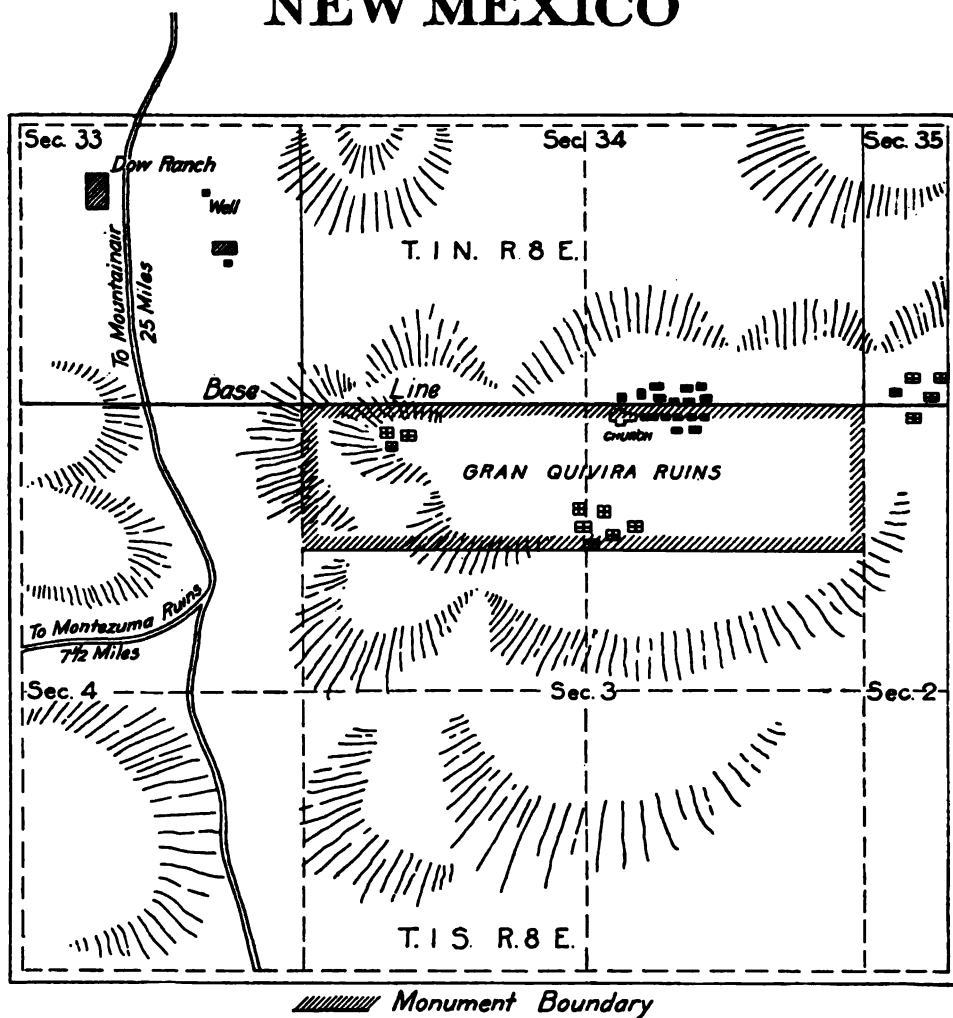 NEW MEXICO
Sec. 33
Sec. 34
Sec. 35
Dow Ranch
Well
T. 1 N. R. 8 E.
To Mountainair
25 Miles
Base Line
CHURCH
GRAN QUIVIRA RUINS
To Montezuma Ruins
7 1/2 Miles
Sec. 4
Sec. 3
Sec. 2
T. 1 S. R. 8 E.
Monument Boundary